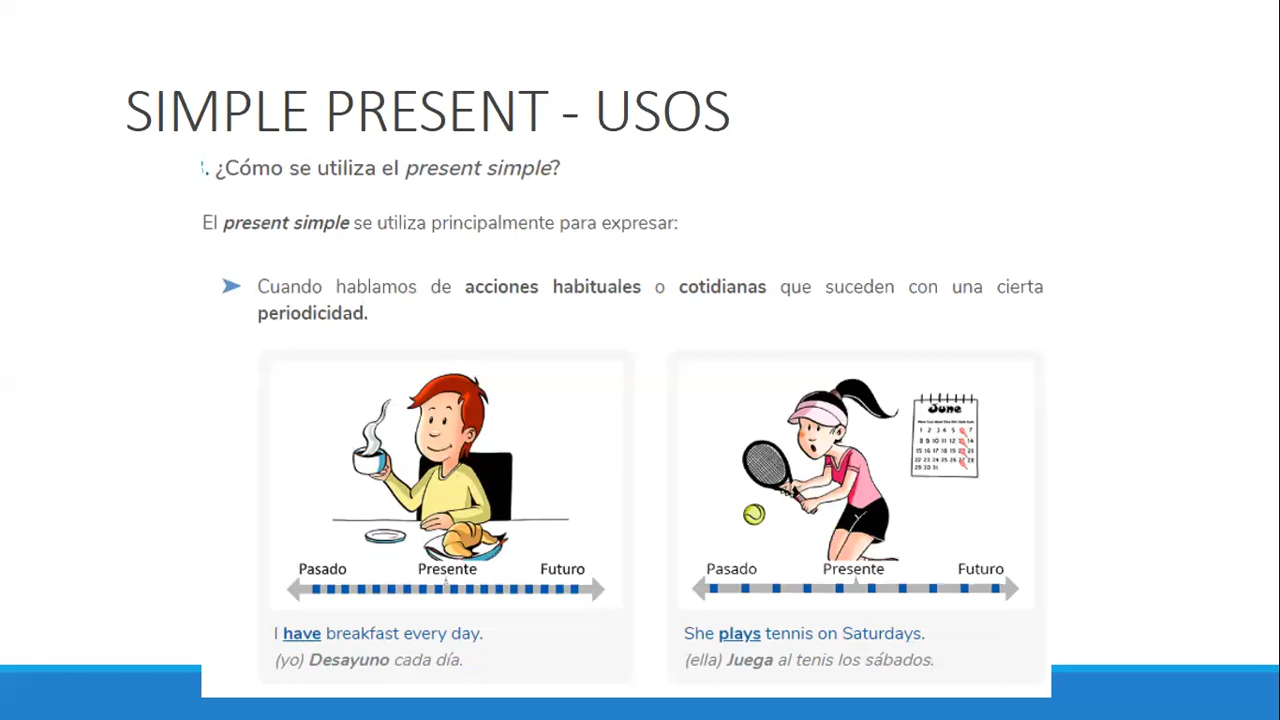 SIMPLE PRESENT - USOS
. ¿Cómo se utiliza el present simple?
El present simple se utiliza principalmente para expresar:
Cuando hablamos de acciones habituales o cotidianas que suceden con una cierta
periodicidad.
June
Pasado Presente Futuro
I have breakfast every day.
(yo) Desayuno cada día.
Pasado Presente Futuro
She plays tennis on Saturdays.
(ella) Juega al tenis los sábados.